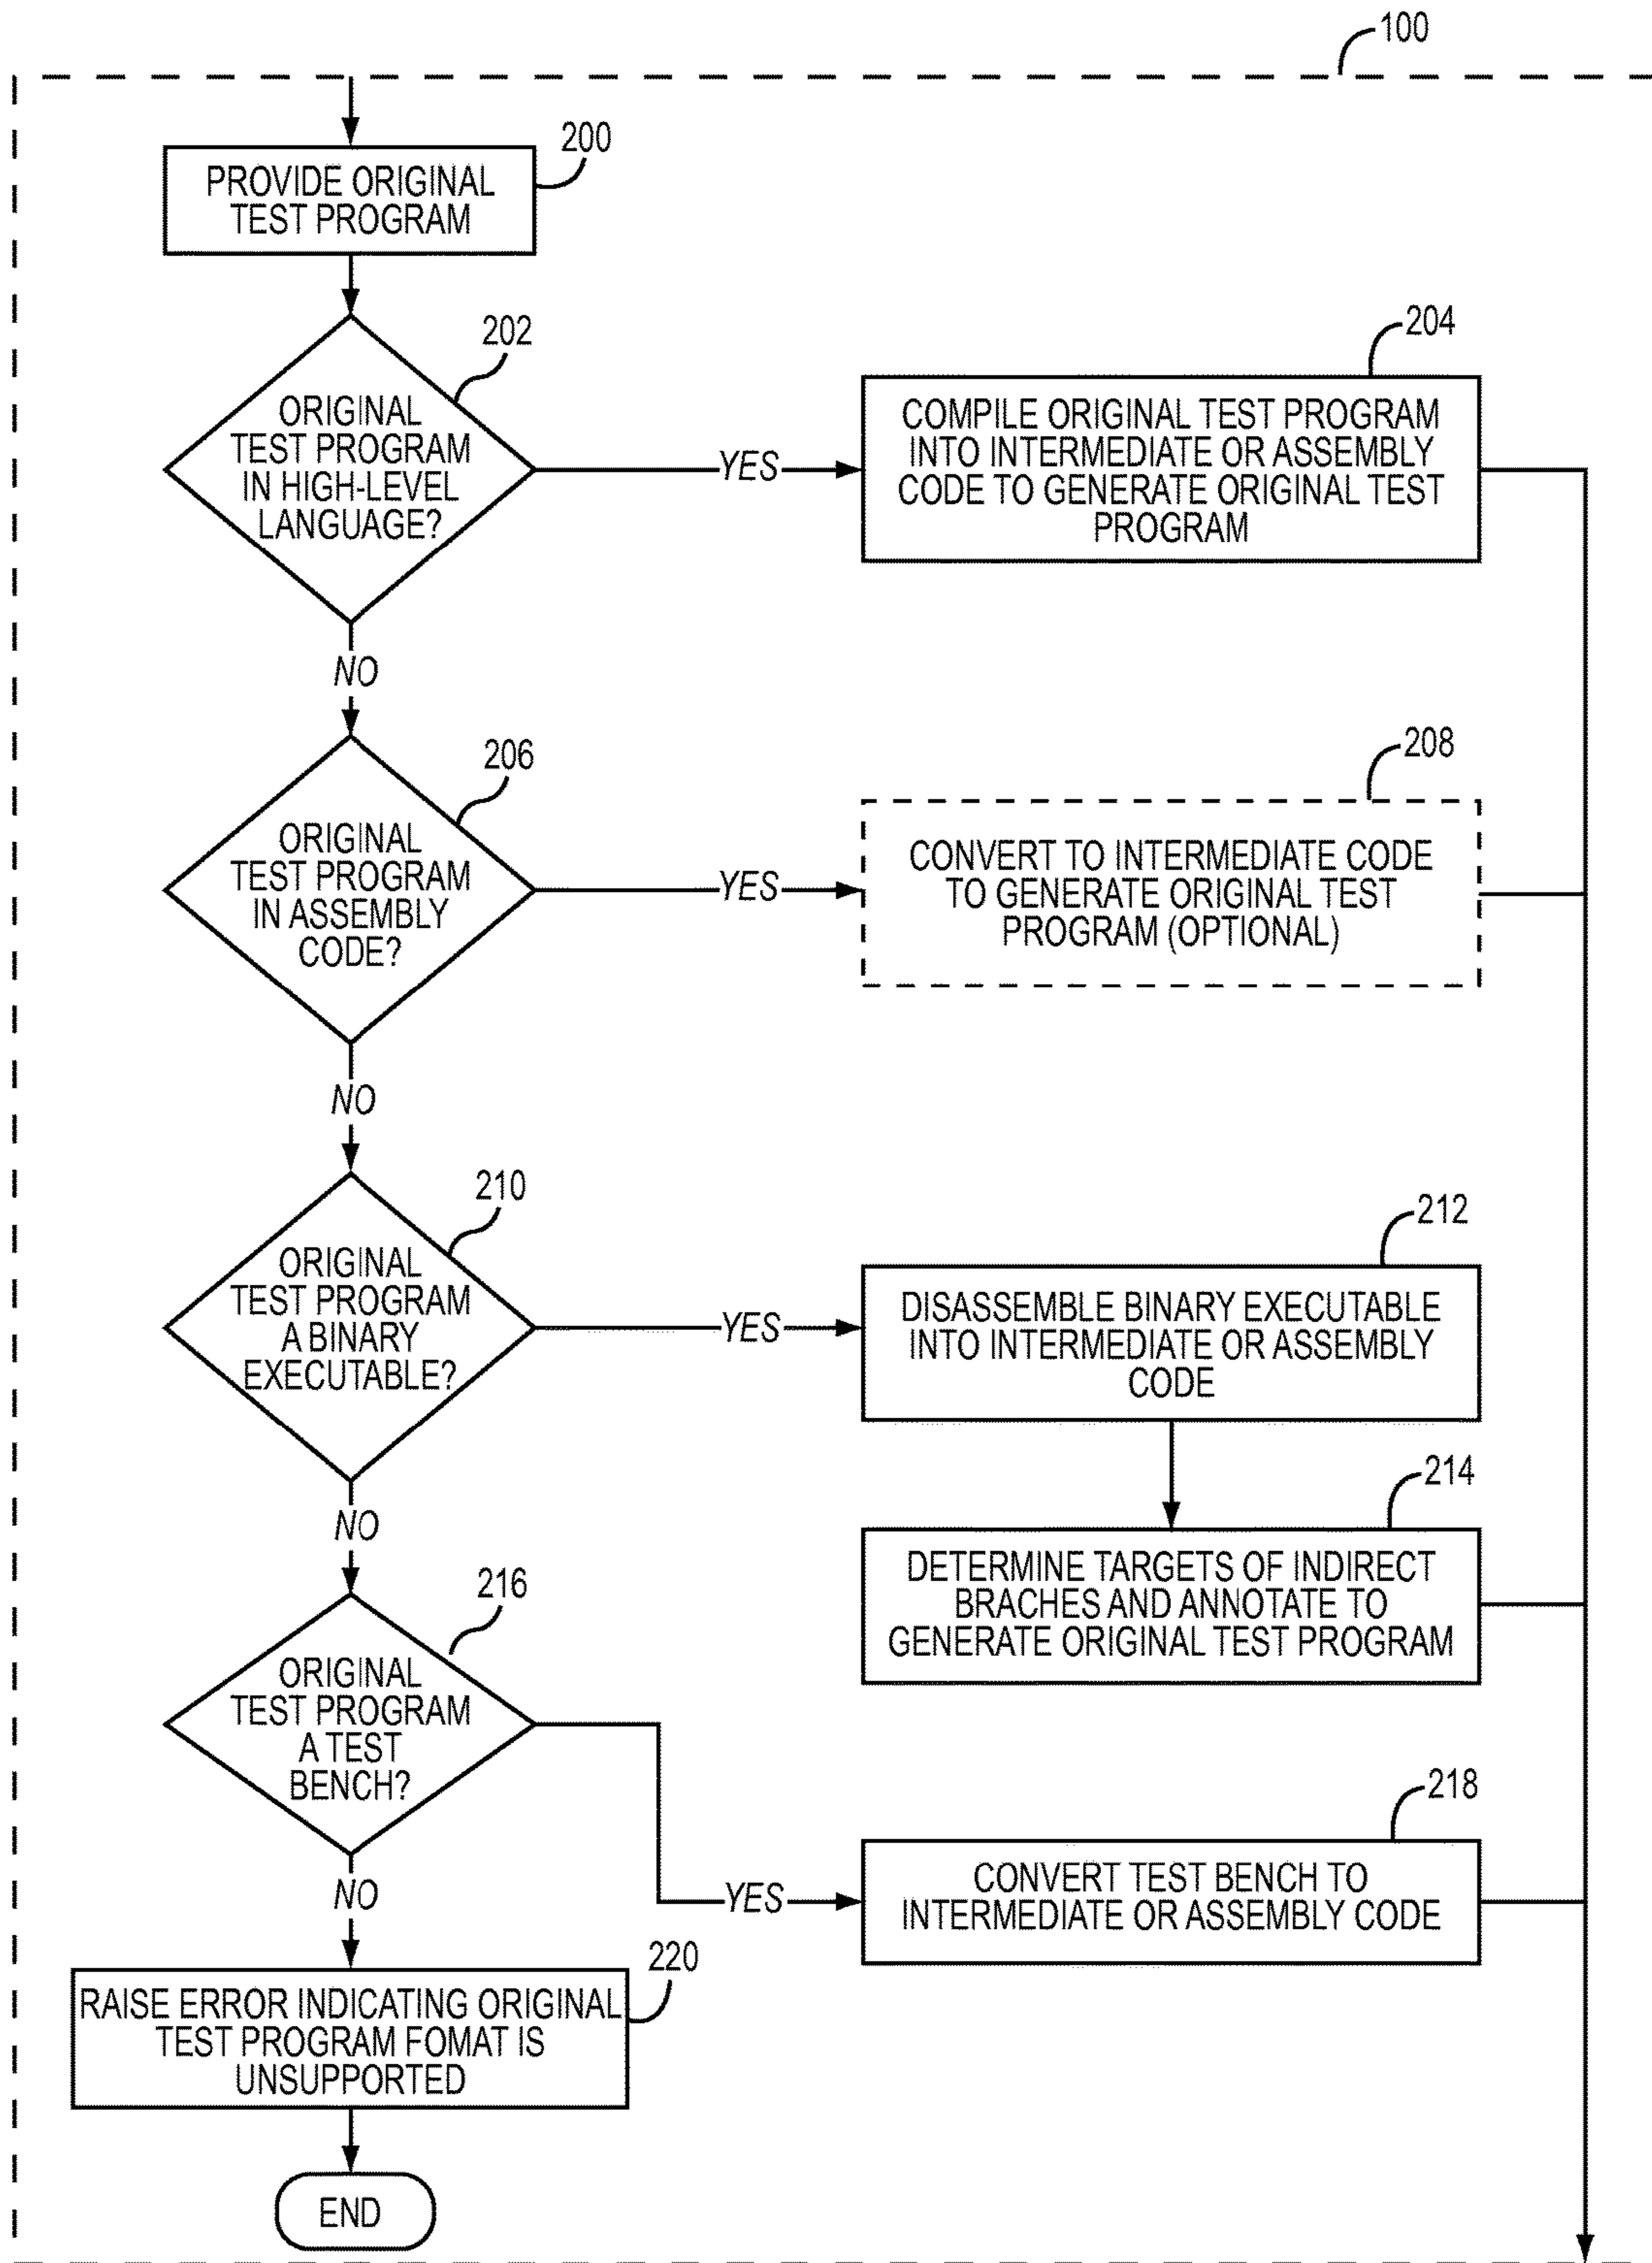 100
200
PROVIDE ORIGINAL
TEST PROGRAM
202
ORIGINAL
TEST PROGRAM
IN HIGH-LEVEL
LANGUAGE?
YES
204
COMPILE ORIGINAL TEST PROGRAM
INTO INTERMEDIATE OR ASSEMBLY
CODE TO GENERATE ORIGINAL TEST
PROGRAM
NO
206
ORIGINAL
TEST PROGRAM
IN ASSEMBLY
CODE?
YES
208
CONVERT TO INTERMEDIATE CODE
TO GENERATE ORIGINAL TEST
PROGRAM (OPTIONAL)
NO
210
ORIGINAL
TEST PROGRAM
A BINARY
EXECUTABLE?
YES
212
DISASSEMBLE BINARY EXECUTABLE
INTO INTERMEDIATE OR ASSEMBLY
CODE
214
DETERMINE TARGETS OF INDIRECT
BRACHES AND ANNOTATE TO
GENERATE ORIGINAL TEST PROGRAM
NO
216
ORIGINAL
TEST PROGRAM
A TEST
BENCH?
YES
218
CONVERT TEST BENCH TO
INTERMEDIATE OR ASSEMBLY CODE
NO
220
RAISE ERROR INDICATING ORIGINAL
TEST PROGRAM FOMAT IS
UNSUPPORTED
END